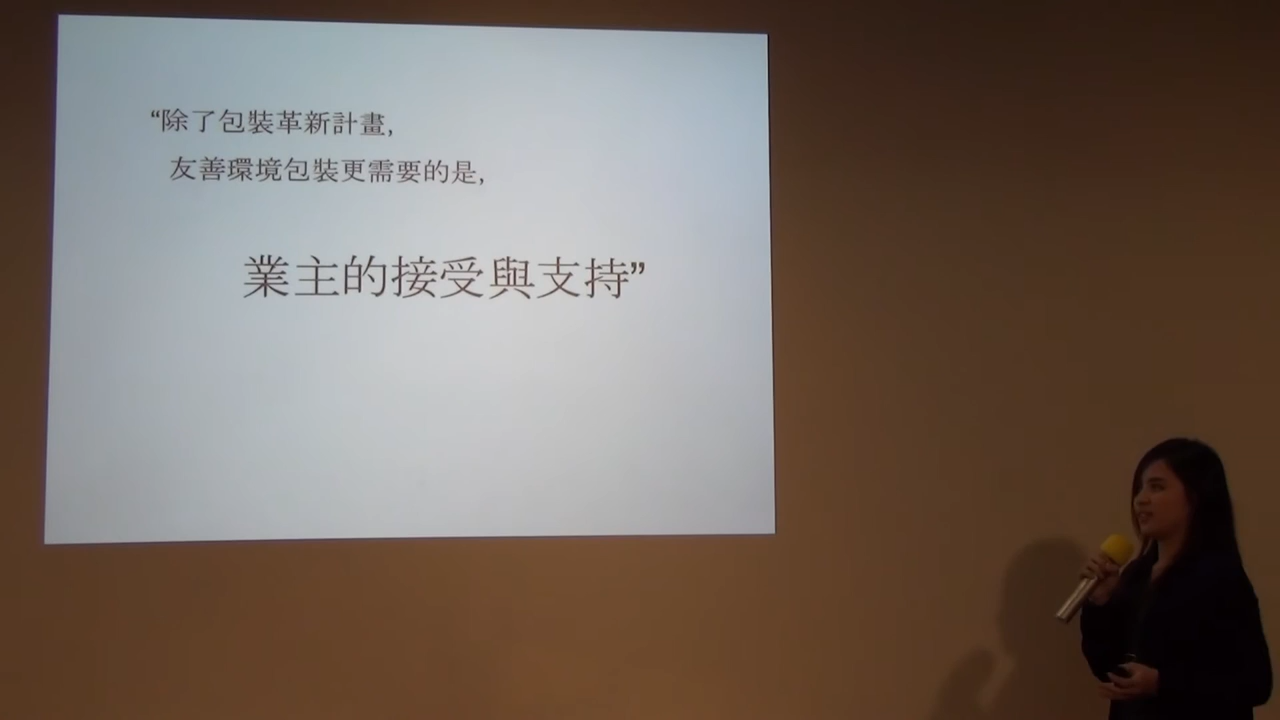 “除了包裝革新計畫,
友善環境包裝更需要的是,
業主的接受與支持”